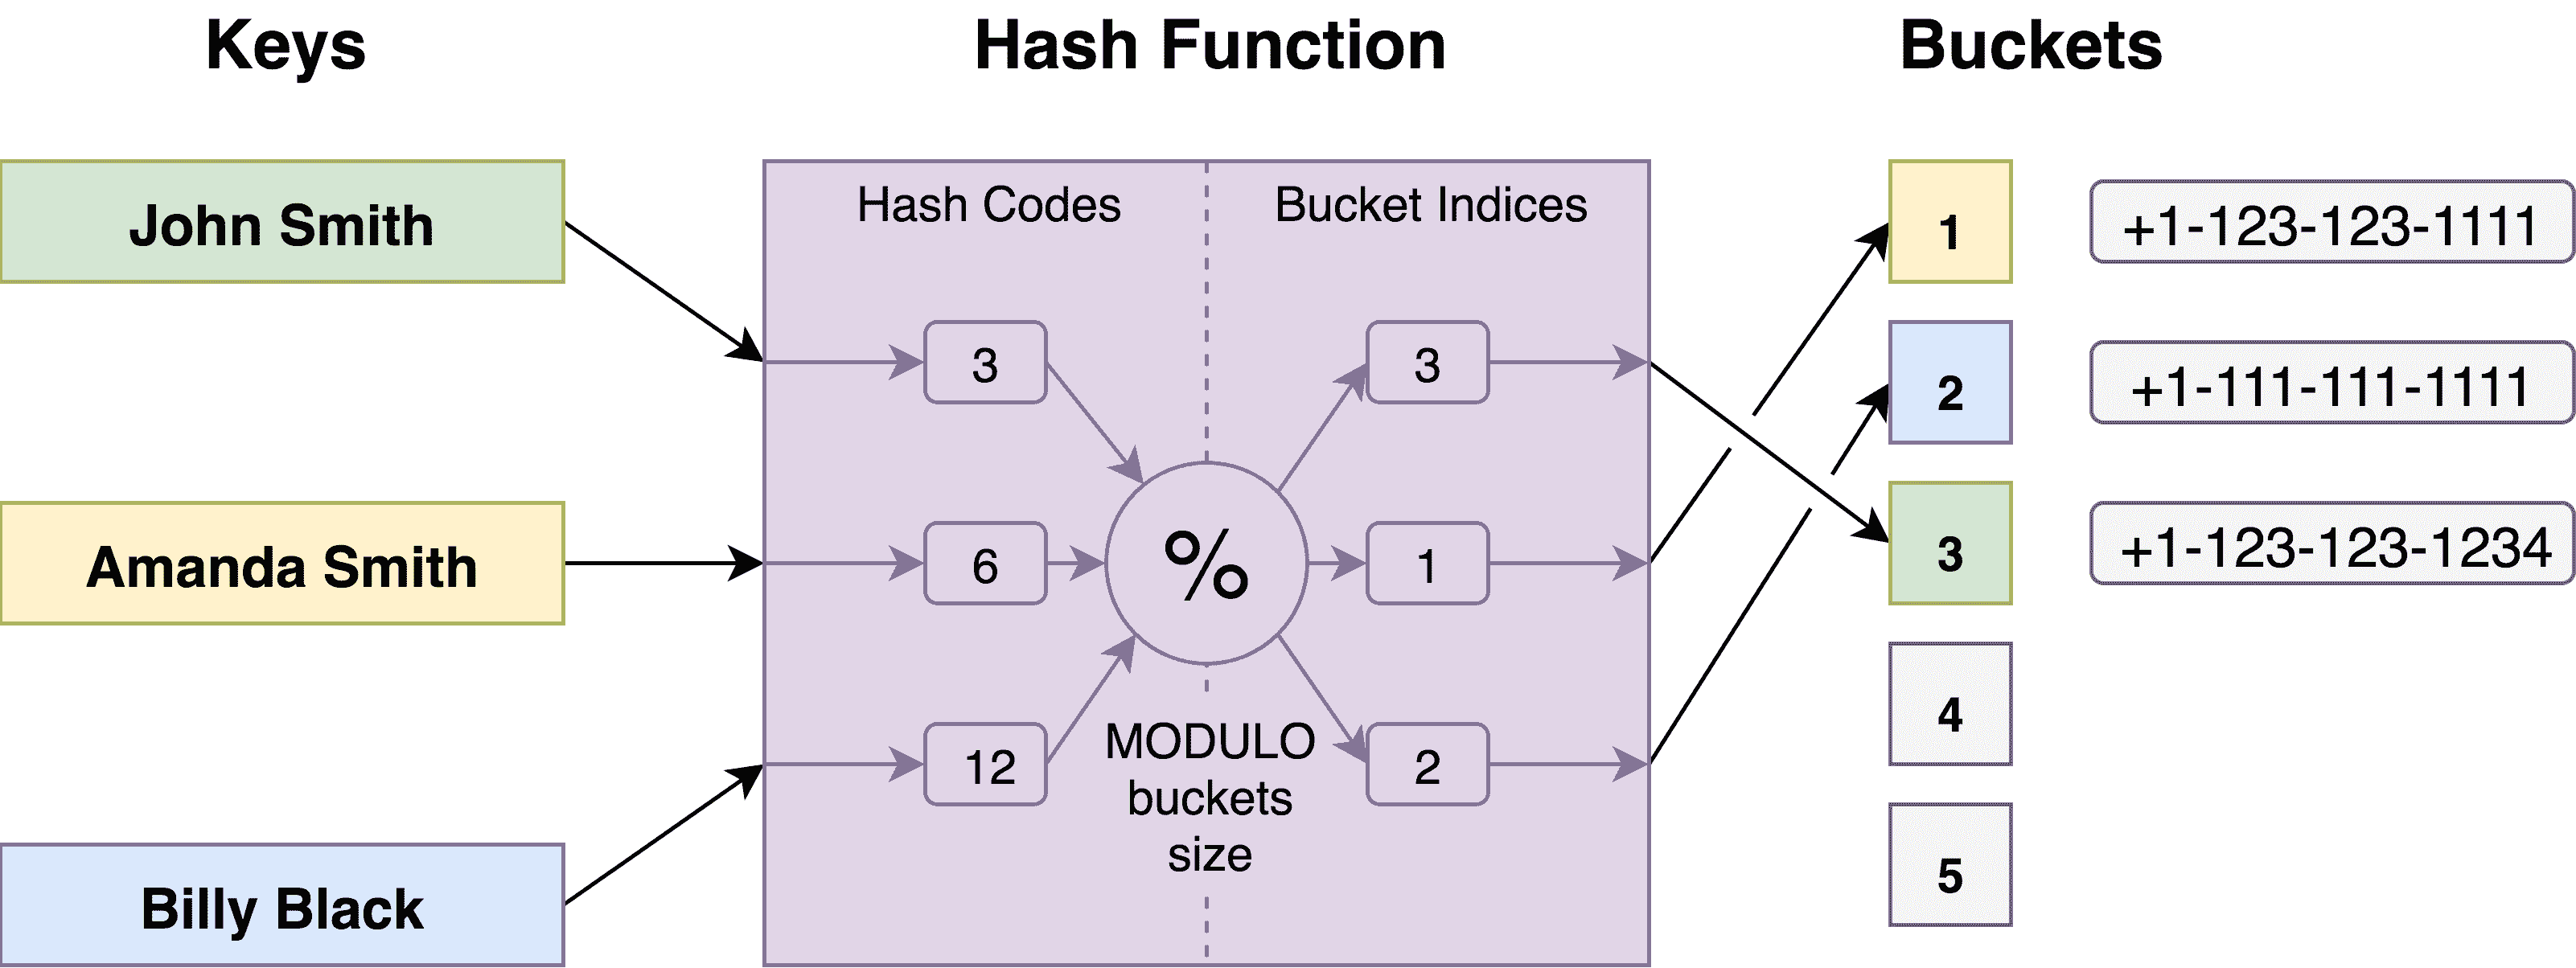 Keys
Hash Function
Buckets
John Smith
Amanda Smith
Billy Black
Hash Codes
Bucket Indices
3
6
12
%
MODULO
buckets
size
3
1
2
1
+1-123-123-1111
2
+1-111-111-1111
3
+1-123-123-1234
4
5